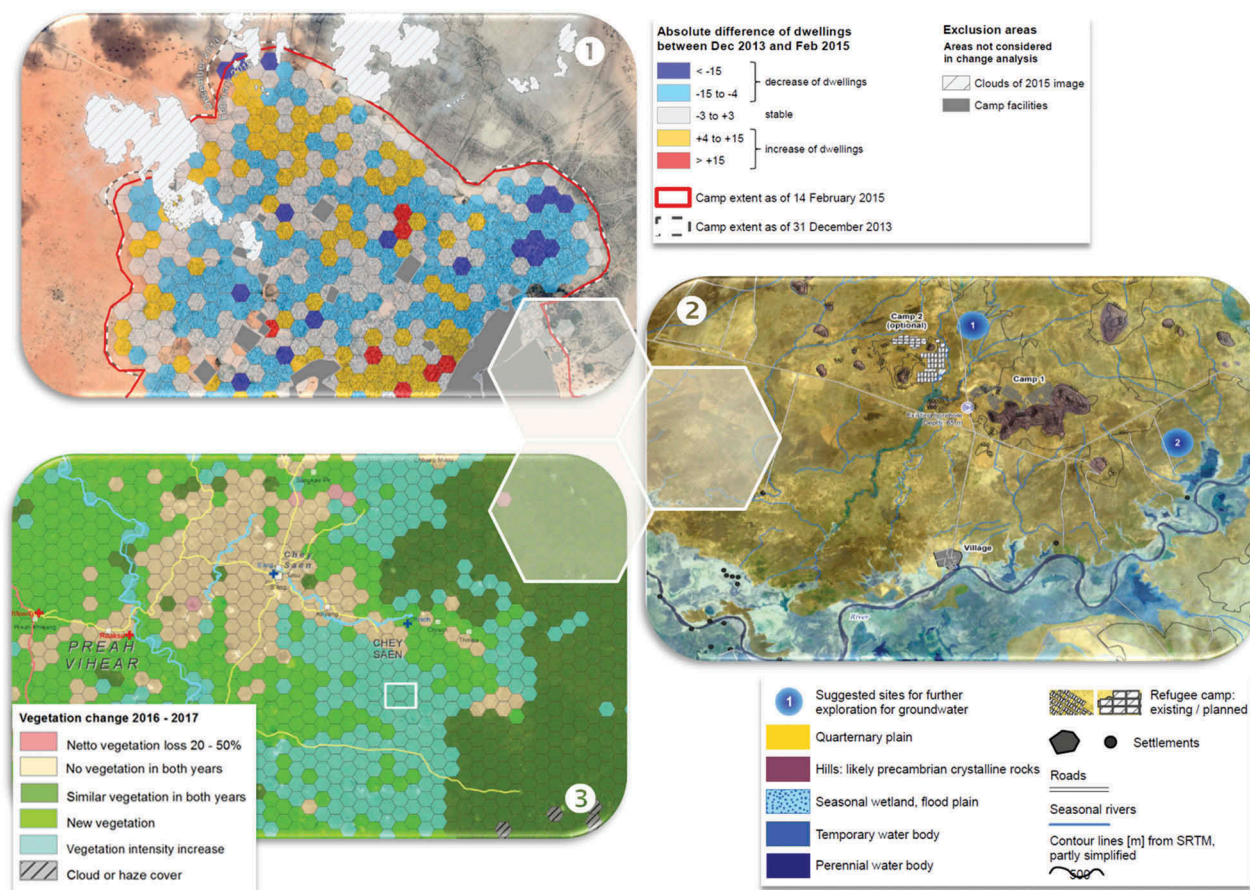 1
Absolute difference of dwellings
between Dec 2013 and Feb 2015
< -15
-15 to -4
decrease of dwellings
-3 to +3
stable
+4 to +15
> +15
increase of dwellings
Camp extent as of 14 February 2015
Camp extent as of 31 December 2013
Exclusion areas
Areas not considered
in change analysis
Clouds of 2015 image
Camp facilities
2
Camp 2
(optional)
1
Camp 1
2
Village
River
Chey
Saen
PREAH
VIHEAR
CHEY
SAEN
3
Vegetation change 2016 - 2017
Netto vegetation loss 20 - 50%
No vegetation in both years
Similar vegetation in both years
New vegetation
Vegetation intensity increase
Cloud or haze cover
1
Suggested sites for further
exploration for groundwater
Quarternary plain
Hills: likely precambrian crystalline rocks
Seasonal wetland, flood plain
Temporary water body
Perennial water body
Refugee camp:
existing / planned
Settlements
Roads
Seasonal rivers
Contour lines [m] from SRTM,
partly simplified
500